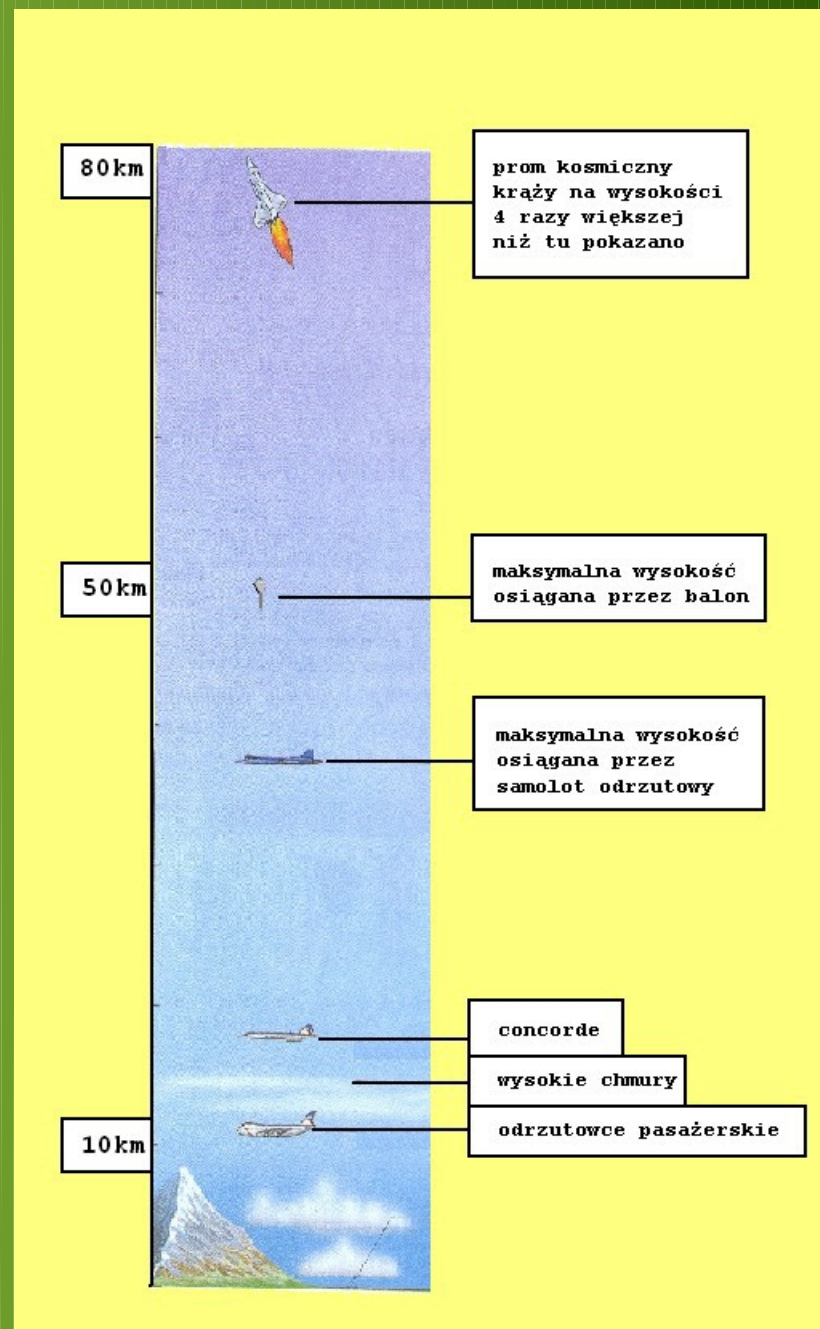 80km
prom kosmiczny
krąży na wysokości
4 razy większej
niż tu pokazano
50km
maksymalna wysokość
osiągana przez balon
maksymalna wysokość
osiągana przez
samolot odrzutowy
concorde
wysokie chmury
odrzutowce pasażerskie
10km